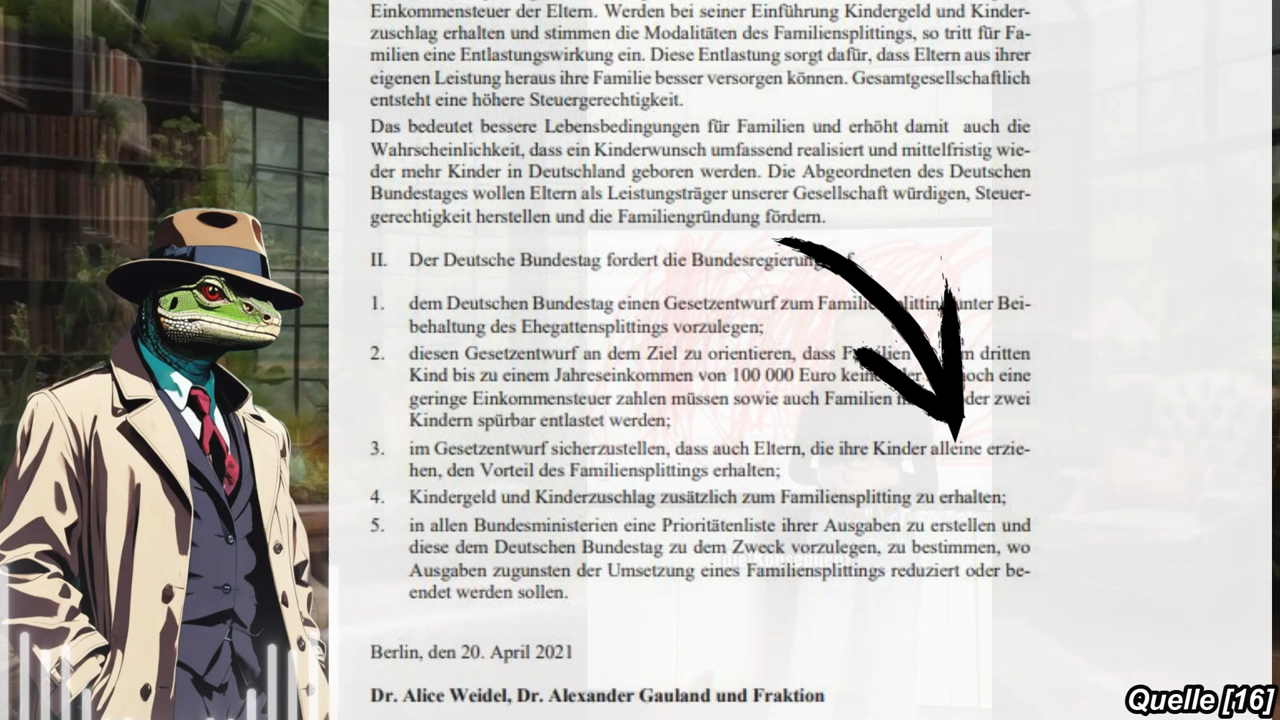 Einkommensteuer der Eltern. Werden bei seiner Einführung Kindergeld und Kinder-
zuschlag erhalten und stimmen die Modalitäten des Familiensplittings, so tritt für Fa-
milien eine Entlastungswirkung ein. Diese Entlastung sorgt dafür, dass Eltern aus ihrer
eigenen Leistung heraus ihre Familie besser versorgen können. Gesamtgesellschaftlich
entsteht eine höhere Steuergerechtigkeit.
Das bedeutet bessere Lebensbedingungen für Familien und erhöht damit auch die
Wahrscheinlichkeit, dass ein Kinderwunsch umfassend realisiert und mittelfristig wie-
der mehr Kinder in Deutschland geboren werden. Die Abgeordneten des Deutschen
Bundestages wollen Eltern als Leistungsträger unserer Gesellschaft würdigen, Steuer-
gerechtigkeit herstellen und die Familiengründung fördern.
II. Der Deutsche Bundestag fordert die Bundesregierung
1. dem Deutschen Bundestag einen Gesetzentwurf zum Familiensplitting unter Bei-
behaltung des Ehegattensplittings vorzulegen;
2. diesen Gesetzentwurf an dem Ziel zu orientieren, dass Familien dritten
Kind bis zu einem Jahreseinkommen von 100 000 Euro noch eine
geringe Einkommensteuer zahlen müssen sowie auch Familien oder zwei
Kindern spürbar entlastet werden;
3. im Gesetzentwurf sicherzustellen, dass auch Eltern, die ihre Kinder alleine erzie-
hen, den Vorteil des Familiensplittings erhalten;
4. Kindergeld und Kinderzuschlag zusätzlich zum Familiensplitting zu erhalten;
5. in allen Bundesministerien eine Prioritätenliste ihrer Ausgaben zu erstellen und
diese dem Deutschen Bundestag zu dem Zweck vorzulegen, zu bestimmen, wo
Ausgaben zugunsten der Umsetzung eines Familiensplittings reduziert oder be-
endet werden sollen.
Berlin, den 20. April 2021
Dr. Alice Weidel, Dr. Alexander Gauland und Fraktion
Quelle [16]